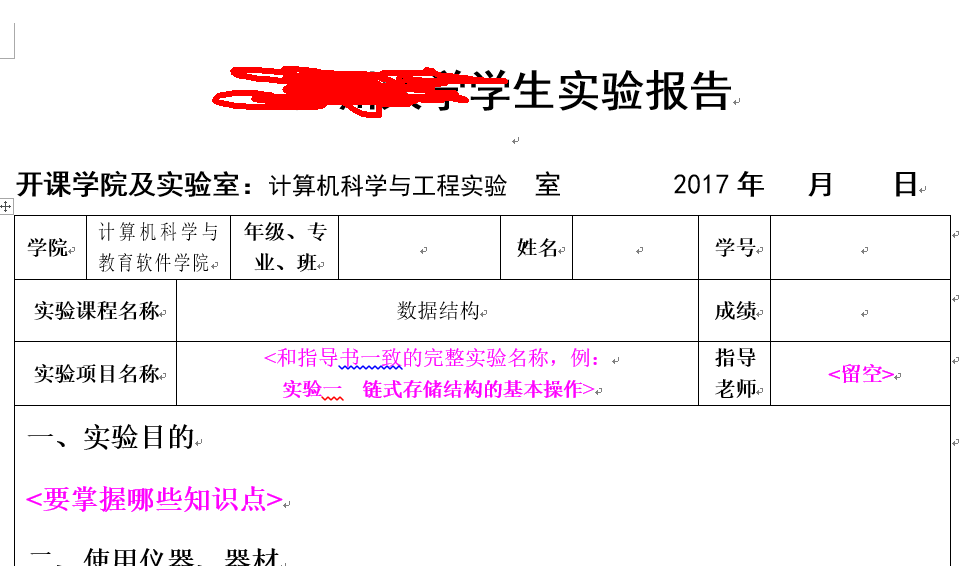 学生实验报告
开课学院及实验室：计算机科学与工程实验 室 2017年 月 日
学院 计算机科学与教育软件学院 年级、专业、班 姓名 学号
实验课程名称 数据结构 成绩
实验项目名称 <和指导书一致的完整实验名称，例：
实验一 链式存储结构的基本操作> 指导老师 <留空>
一、实验目的
<要掌握哪些知识点>
二、使用仪器、器材